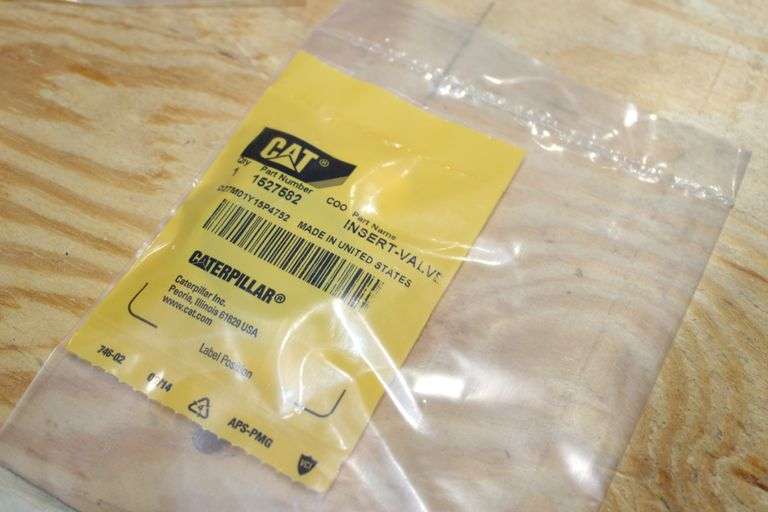 CAT®
Qty Part Number COO Part Name
1 1527582 INSERT-VALVE
MADE IN UNITED STATES
CATERPILLAR®
Caterpillar Inc.
Peoria, Illinois 61629 USA
www.cat.com
Label Position
746-02
APS-PMG
VCI